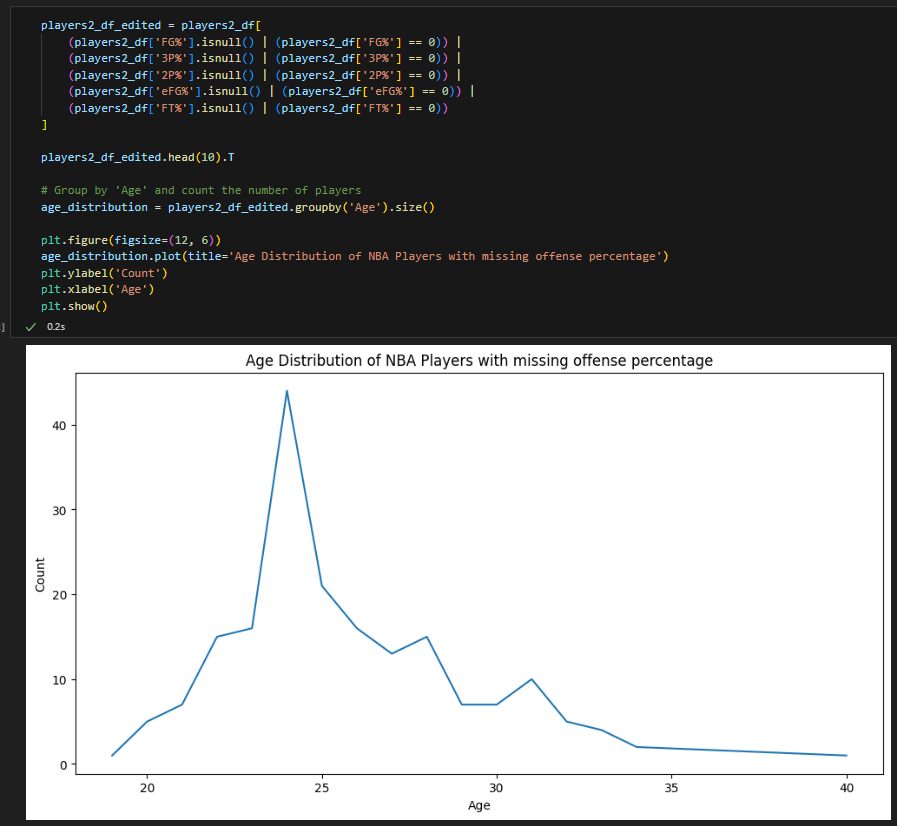 players2_df_edited = players2_df[
    (players2_df['FG%'].isnull() | (players2_df['FG%'] == 0)) |
    (players2_df['3P%'].isnull() | (players2_df['3P%'] == 0)) |
    (players2_df['2P%'].isnull() | (players2_df['2P%'] == 0)) |
    (players2_df['eFG%'].isnull() | (players2_df['eFG%'] == 0)) |
    (players2_df['FT%'].isnull() | (players2_df['FT%'] == 0))
]
players2_df_edited.head(10).T
# Group by 'Age' and count the number of players
age_distribution = players2_df_edited.groupby('Age').size()
plt.figure(figsize=(12, 6))
age_distribution.plot(title='Age Distribution of NBA Players with missing offense percentage')
plt.ylabel('Count')
plt.xlabel('Age')
plt.show()
] ✓ 0.2s
Age Distribution of NBA Players with missing offense percentage
40
30
Count
20
10
0
20 25 30 35 40
Age